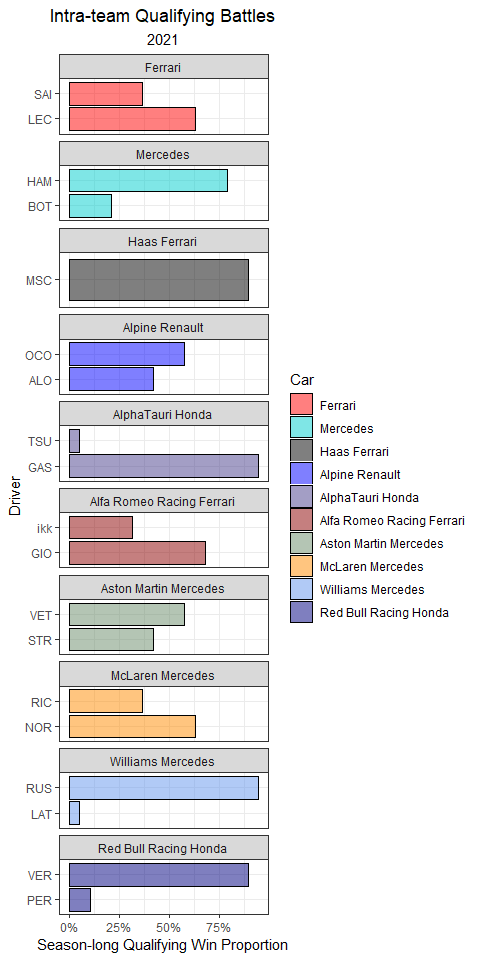 Intra-team Qualifying Battles
2021
Ferrari
SAI
LEC
Mercedes
HAM
BOT
Haas Ferrari
MSC
Alpine Renault
OCO
ALO
AlphaTauri Honda
TSU
GAS
Alfa Romeo Racing Ferrari
ikk
GIO
Aston Martin Mercedes
VET
STR
McLaren Mercedes
RIC
NOR
Williams Mercedes
RUS
LAT
Red Bull Racing Honda
VER
PER
0% 25% 50% 75%
Season-long Qualifying Win Proportion
Driver
Car
Ferrari
Mercedes
Haas Ferrari
Alpine Renault
AlphaTauri Honda
Alfa Romeo Racing Ferrari
Aston Martin Mercedes
McLaren Mercedes
Williams Mercedes
Red Bull Racing Honda